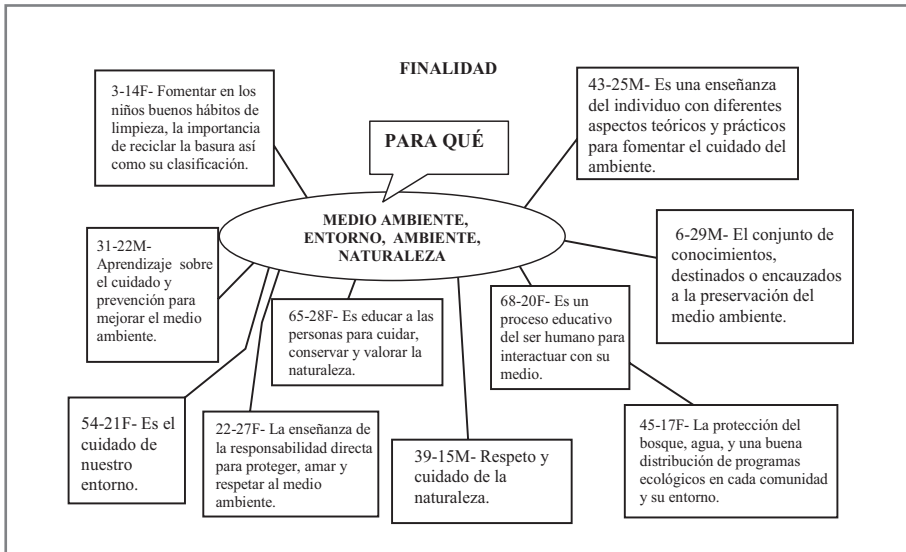 FINALIDAD
3-14F- Fomentar en los
niños buenos hábitos de
limpieza, la importancia
de reciclar la basura así
como su clasificación.
PARA QUÉ
43-25M- Es una enseñanza
del individuo con diferentes
aspectos teóricos y prácticos
para fomentar el cuidado del
ambiente.
MEDIO AMBIENTE,
ENTORNO, AMBIENTE,
NATURALEZA
31-22M-
Aprendizaje sobre
el cuidado y
prevención para
mejorar el medio
ambiente.
6-29M- El conjunto de
conocimientos,
destinados o encauzados
a la preservación del
medio ambiente.
65-28F- Es educar a las
personas para cuidar,
conservar y valorar la
naturaleza.
68-20F- Es un
proceso educativo
del ser humano para
interactuar con su
medio.
54-21F- Es el
cuidado de
nuestro
entorno.
22-27F- La enseñanza de
la responsabilidad directa
para proteger, amar y
respetar al medio
ambiente.
39-15M- Respeto y
cuidado de la
naturaleza.
45-17F- La protección del
bosque, agua, y una buena
distribución de programas
ecológicos en cada comunidad
y su entorno.